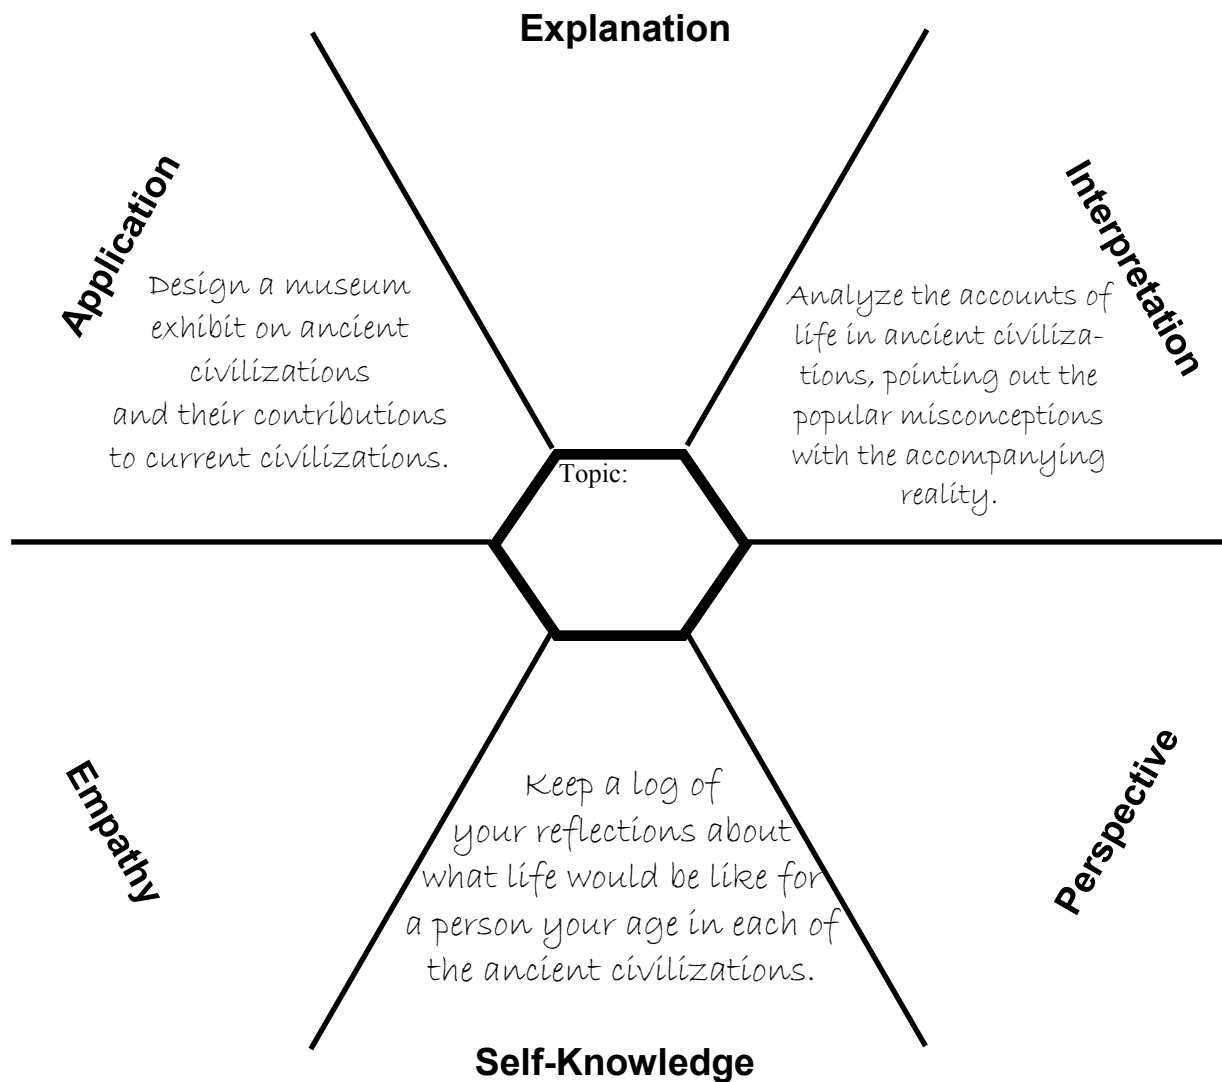 Explanation
Application
Design a museum
exhibit on ancient
civilizations
and their contributions
to current civilizations.
Interpretation
Analyze the accounts of
life in ancient civiliza-
tions, pointing out the
popular misconceptions
with the accompanying
reality.
Topic:
Empathy
Keep a log of
your reflections about
what life would be like for
a person your age in each of
the ancient civilizations.
Perspective
Self-Knowledge